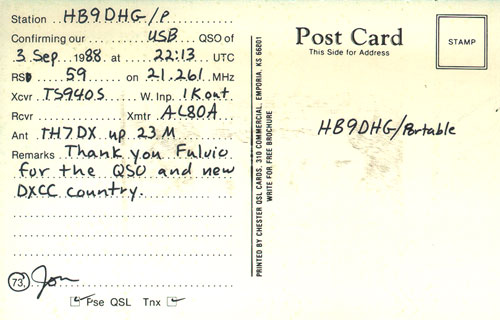 Station HB9DHG/P
Confirming our USB QSO of
3 Sep 1988 at 22:13 UTC
RS 59 on 21.261 MHz
Xcvr TS940S W. Inp. 1K out
Rcvr Xmtr AL80A
Ant TH7DX up 23 M
Remarks Thank you Fulvio
for the QSO and new
DXCC country.
73, Jon
Pse QSL Tnx
PRINTED BY CHESTER QSL CARDS, 310 COMMERCIAL, EMPORIA, KS 66801
WRITE FOR FREE BROCHURE
Post Card
This Side for Address
STAMP
HB9DHG/Portable